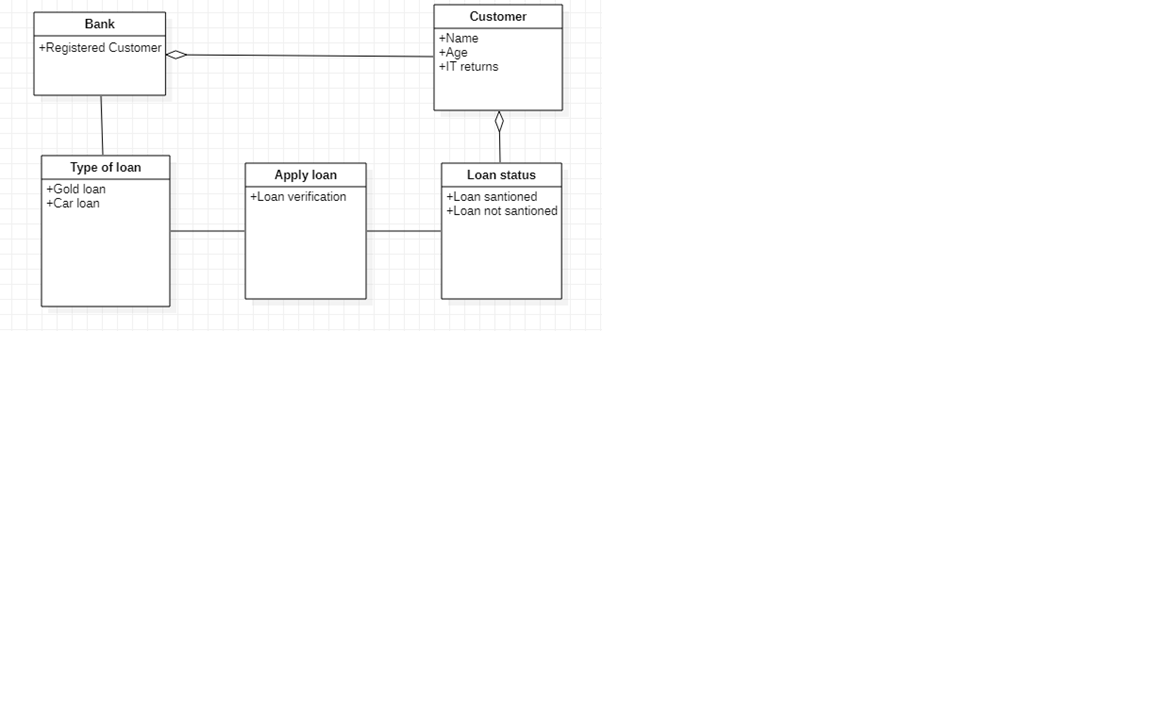 Bank
+Registered Customer
Customer
+Name
+Age
+IT returns
Type of loan
+Gold loan
+Car loan
Apply loan
+Loan verification
Loan status
+Loan santioned
+Loan not santioned